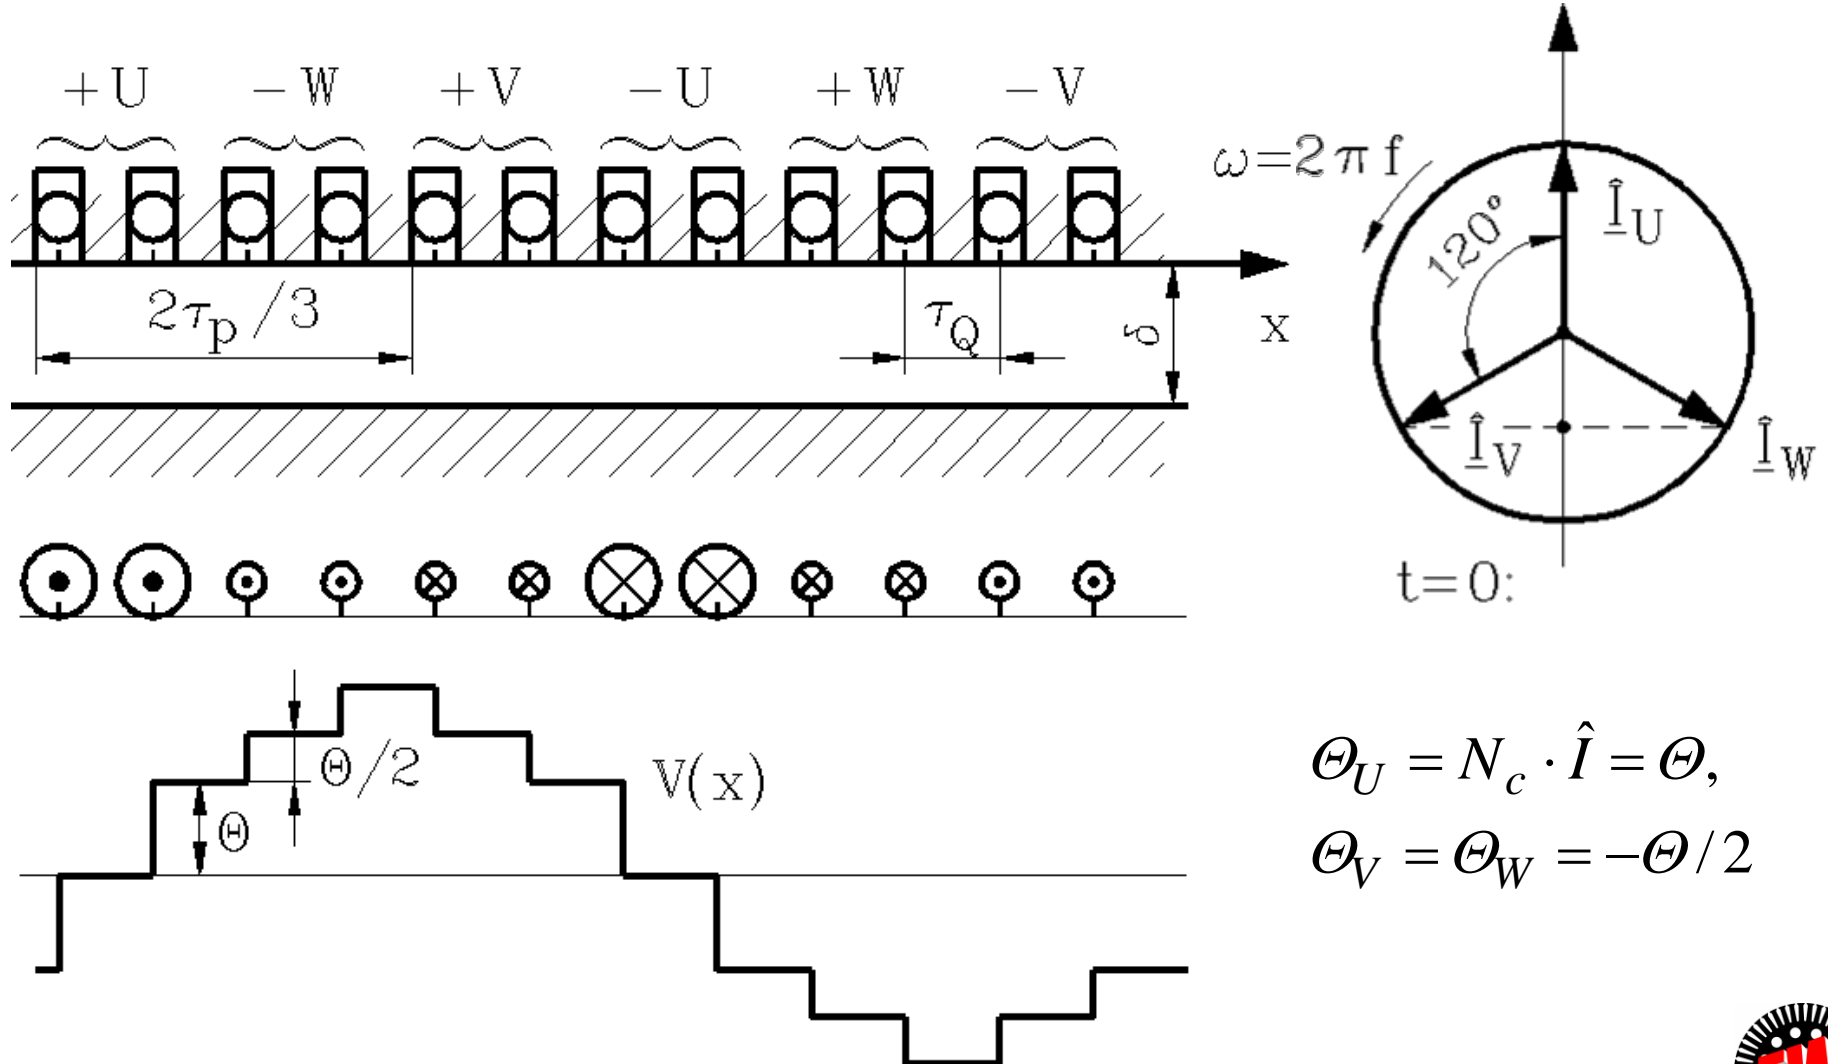 +U −W +V −U +W −V
ω=2πf
120°
Î_U
2τ_p/3
τ_Q
δ
x
Î_V
Î_W
t=0:
Θ/2
V(x)
Θ
Θ_U = N_c · Î = Θ,
Θ_V = Θ_W = −Θ/2